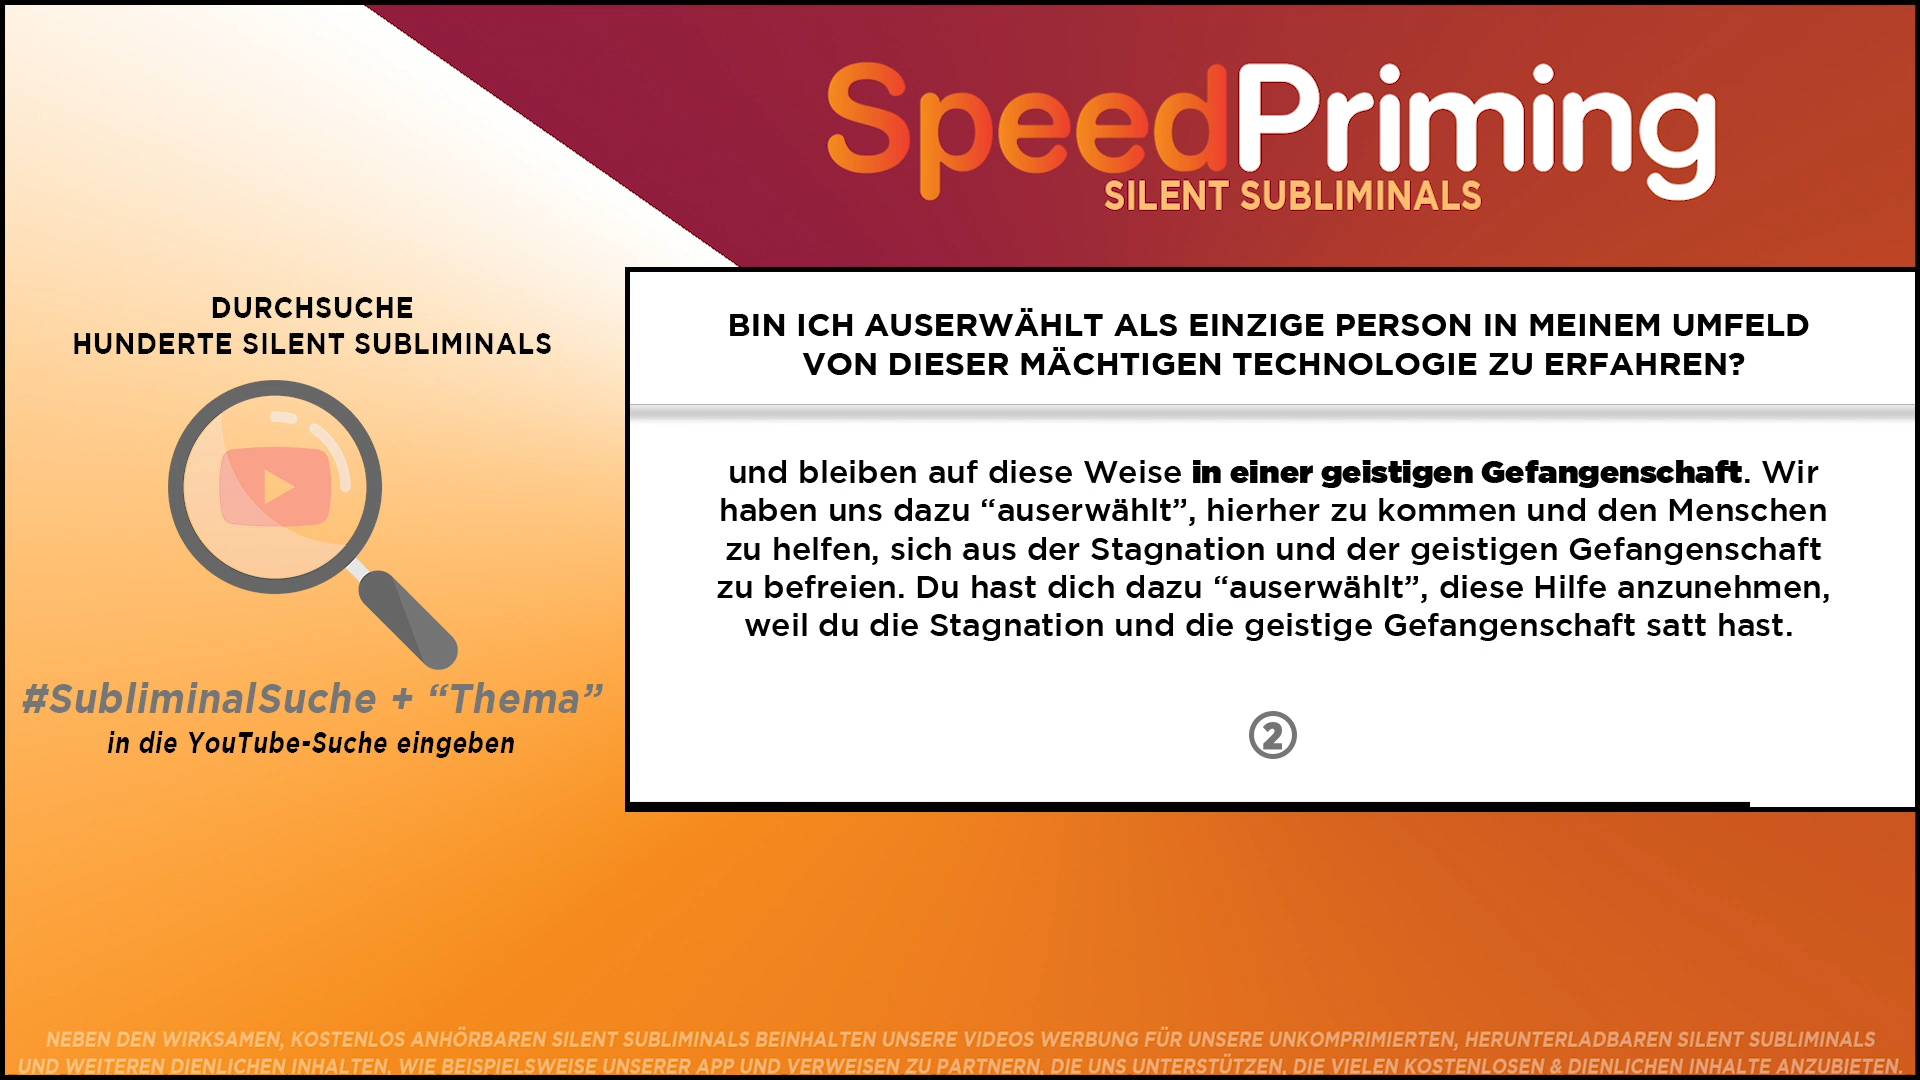 SpeedPriming
SILENT SUBLIMINALS
DURCHSUCHE
HUNDERTE SILENT SUBLIMINALS
#SubliminalSuche + “Thema”
in die YouTube-Suche eingeben
BIN ICH AUSERWÄHLT ALS EINZIGE PERSON IN MEINEM UMFELD
VON DIESER MÄCHTIGEN TECHNOLOGIE ZU ERFAHREN?
und bleiben auf diese Weise in einer geistigen Gefangenschaft. Wir
haben uns dazu “auserwählt”, hierher zu kommen und den Menschen
zu helfen, sich aus der Stagnation und der geistigen Gefangenschaft
zu befreien. Du hast dich dazu “auserwählt”, diese Hilfe anzunehmen,
weil du die Stagnation und die geistige Gefangenschaft satt hast.
2
NEBEN DEN WIRKSAMEN, KOSTENLOS ANHÖRBAREN SILENT SUBLIMINALS BEINHALTEN UNSERE VIDEOS WERBUNG FÜR UNSERE UNKOMPRIMIERTEN, HERUNTERLADBAREN SILENT SUBLIMINALS
UND WEITEREN DIENLICHEN INHALTEN, WIE BEISPIELSWEISE UNSERER APP UND VERWEISEN ZU PARTNERN, DIE UNS UNTERSTÜTZEN, DIE VIELEN KOSTENLOSEN & DIENLICHEN INHALTE ANZUBIETEN.